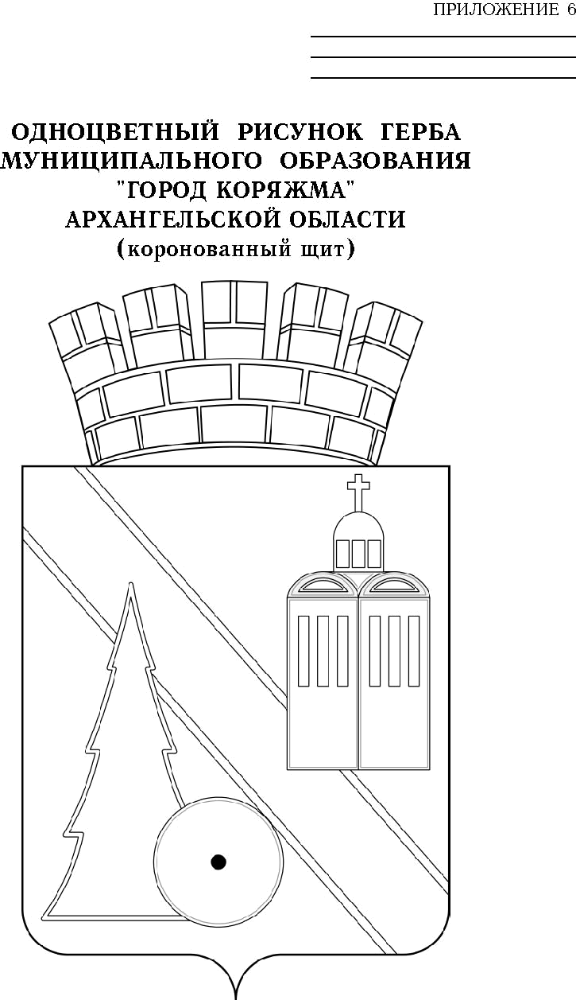 ПРИЛОЖЕНИЕ 6
ОДНОЦВЕТНЫЙ РИСУНОК ГЕРБА
МУНИЦИПАЛЬНОГО ОБРАЗОВАНИЯ
"ГОРОД КОРЯЖМА"
АРХАНГЕЛЬСКОЙ ОБЛАСТИ
(коронованный щит)